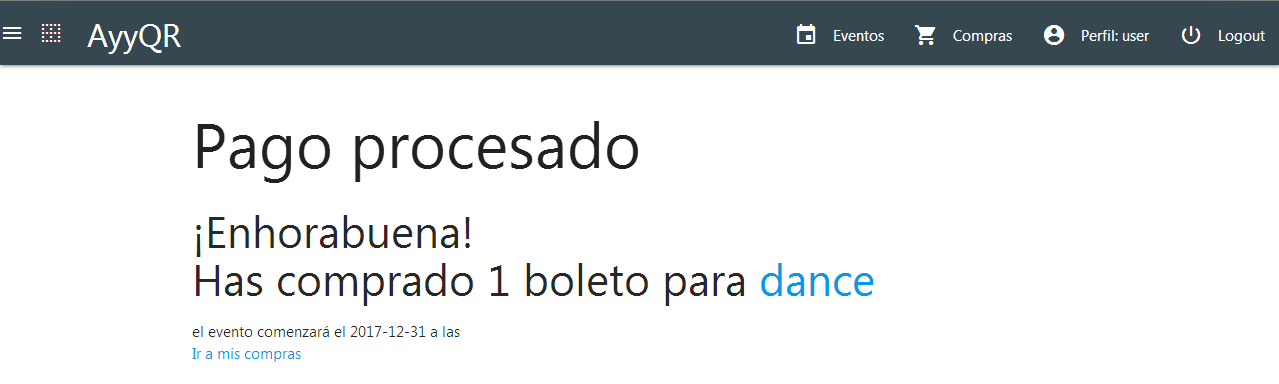 AyyQR
Eventos
Compras
Perfil: user
Logout
Pago procesado
¡Enhorabuena!
Has comprado 1 boleto para dance
el evento comenzará el 2017-12-31 a las
Ir a mis compras